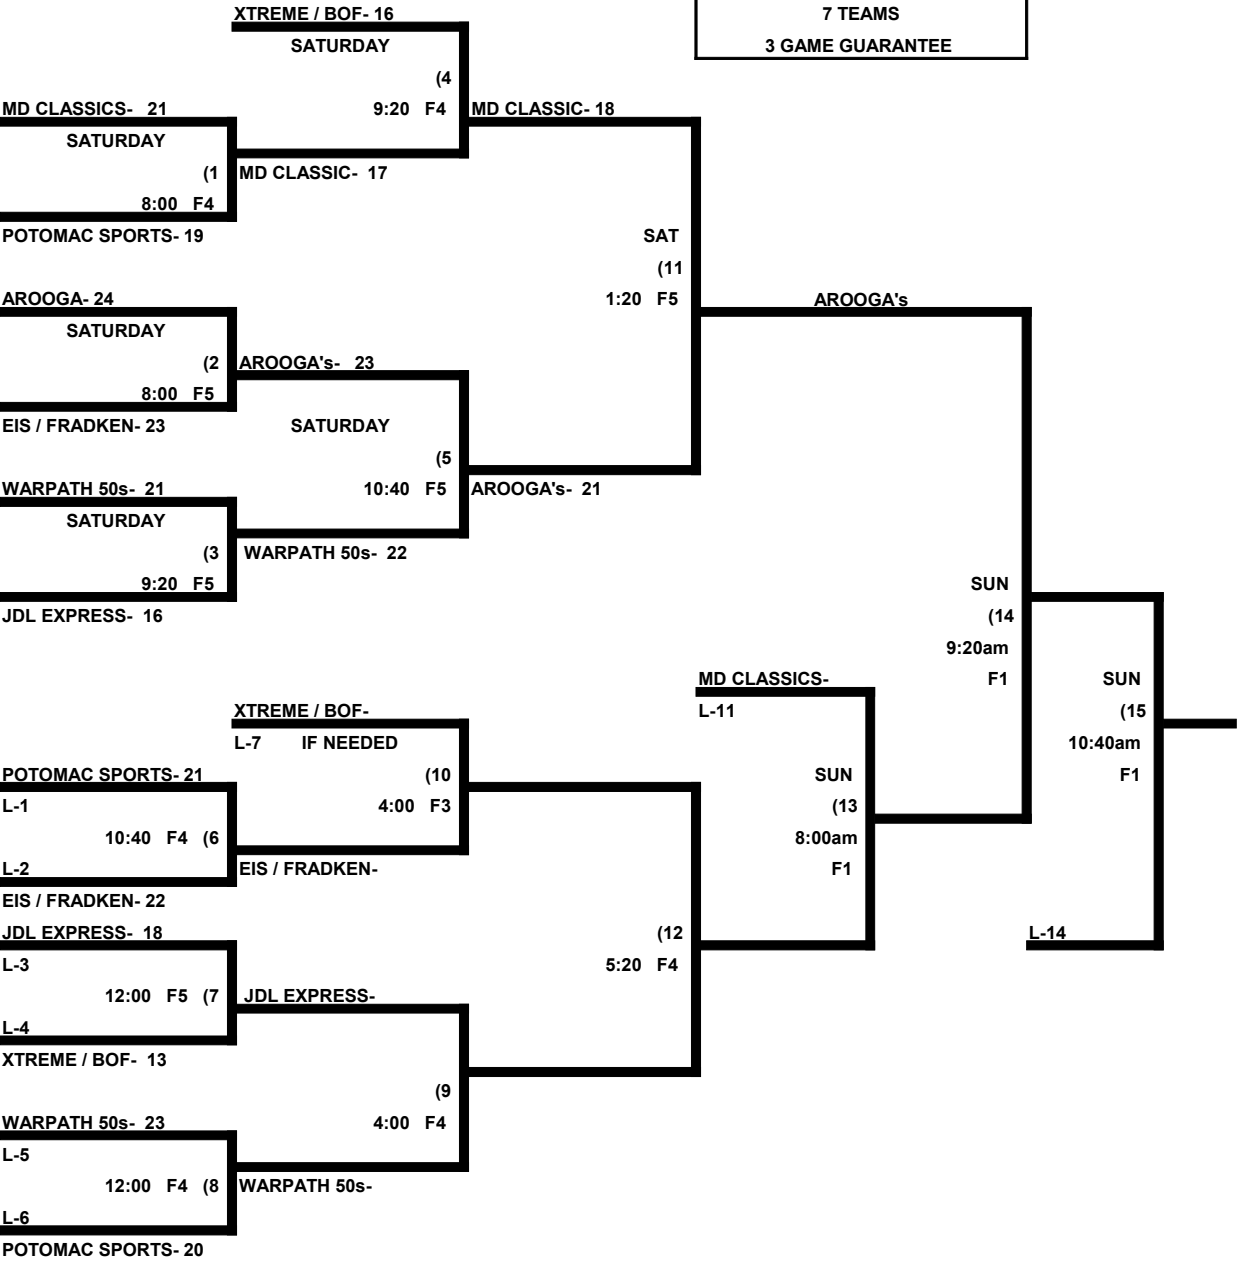 XTREME / BOF- 16
7 TEAMS
SATURDAY
3 GAME GUARANTEE
(4
MD CLASSICS- 21
9:20 F4
MD CLASSIC- 18
SATURDAY
(1
MD CLASSIC- 17
8:00 F4
POTOMAC SPORTS- 19
SAT
(11
AROOGA- 24
1:20 F5
AROOGA's
SATURDAY
(2
AROOGA's- 23
8:00 F5
EIS / FRADKEN- 23
SATURDAY
(5
WARPATH 50s- 21
10:40 F5
AROOGA's- 21
SATURDAY
(3
WARPATH 50s- 22
9:20 F5
SUN
JDL EXPRESS- 16
(14
9:20am
MD CLASSICS-
F1
SUN
XTREME / BOF-
L-11
(15
L-7 IF NEEDED
10:40am
POTOMAC SPORTS- 21
(10
SUN
F1
L-1
4:00 F3
(13
10:40 F4 (6
8:00am
L-2
EIS / FRADKEN-
F1
EIS / FRADKEN- 22
JDL EXPRESS- 18
(12
L-14
L-3
5:20 F4
12:00 F5 (7
JDL EXPRESS-
L-4
XTREME / BOF- 13
(9
WARPATH 50s- 23
4:00 F4
L-5
12:00 F4 (8
WARPATH 50s-
L-6
POTOMAC SPORTS- 20